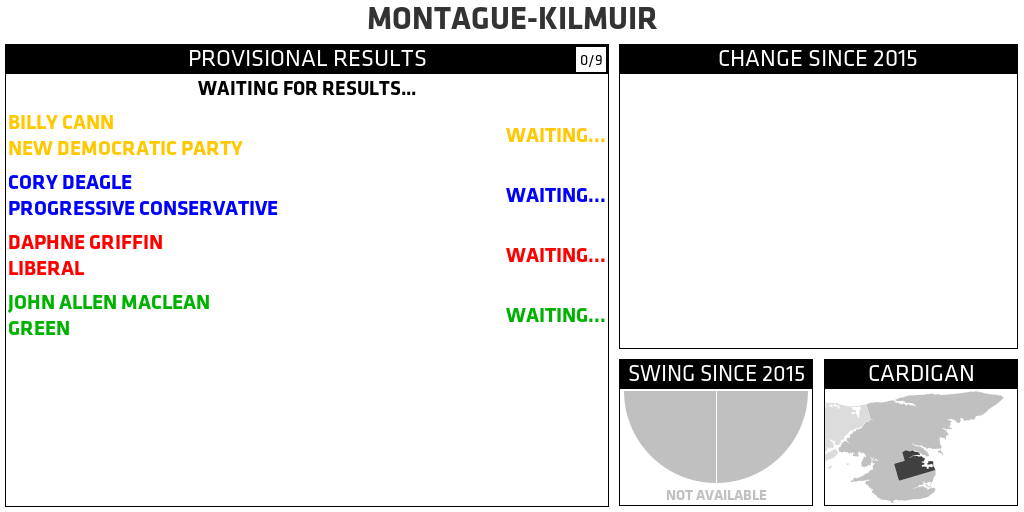 MONTAGUE-KILMUIR
PROVISIONAL RESULTS
0/9
WAITING FOR RESULTS...
BILLY CANN
NEW DEMOCRATIC PARTY
WAITING...
CORY DEAGLE
PROGRESSIVE CONSERVATIVE
WAITING...
DAPHNE GRIFFIN
LIBERAL
WAITING...
JOHN ALLEN MACLEAN
GREEN
WAITING...
CHANGE SINCE 2015
SWING SINCE 2015
NOT AVAILABLE
CARDIGAN